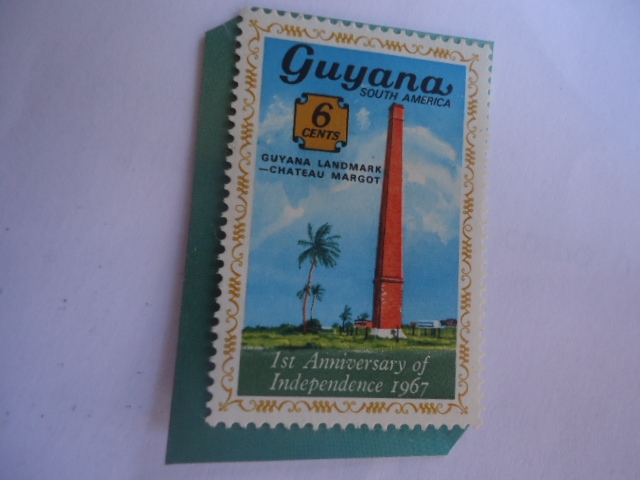 Guyana
SOUTH AMERICA
6
CENTS
GUYANA LANDMARK
—CHATEAU MARGOT
1st Anniversary of
Independence 1967